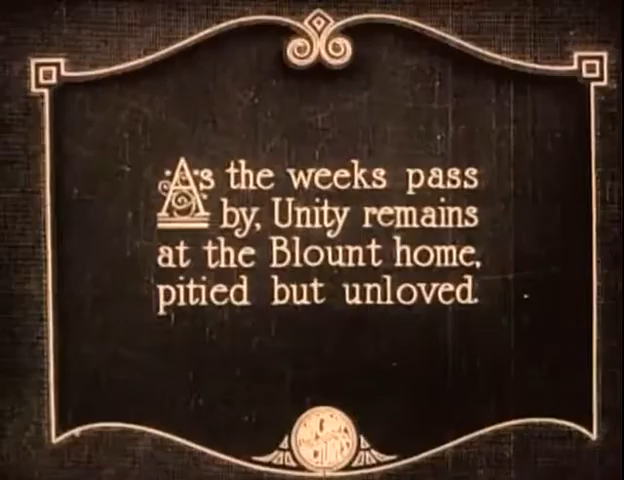 As the weeks pass
by, Unity remains
at the Blount home,
pitied but unloved.